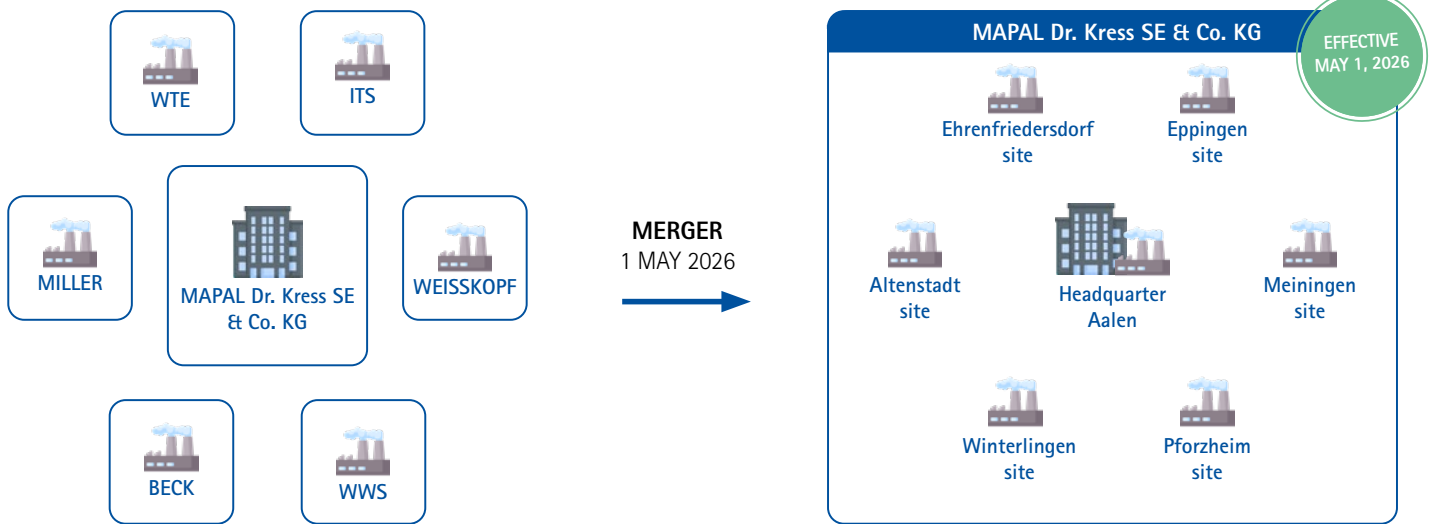 WTE
ITS
MILLER
MAPAL Dr. Kress SE
& Co. KG
WEISSKOPF
BECK
WWS
MERGER
1 MAY 2026
MAPAL Dr. Kress SE & Co. KG
EFFECTIVE
MAY 1, 2026
Ehrenfriedersdorf
site
Eppingen
site
Altenstadt
site
Headquarter
Aalen
Meiningen
site
Winterlingen
site
Pforzheim
site